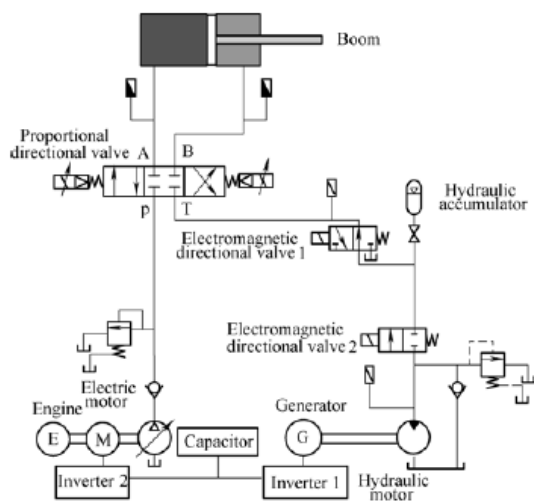 Boom
Proportional
directional valve
A
B
p
T
Hydraulic
accumulator
Electromagnetic
directional valve 1
Electromagnetic
directional valve 2
Electric
motor
Engine
Generator
E
M
Capacitor
G
Inverter 2
Inverter 1
Hydraulic
motor